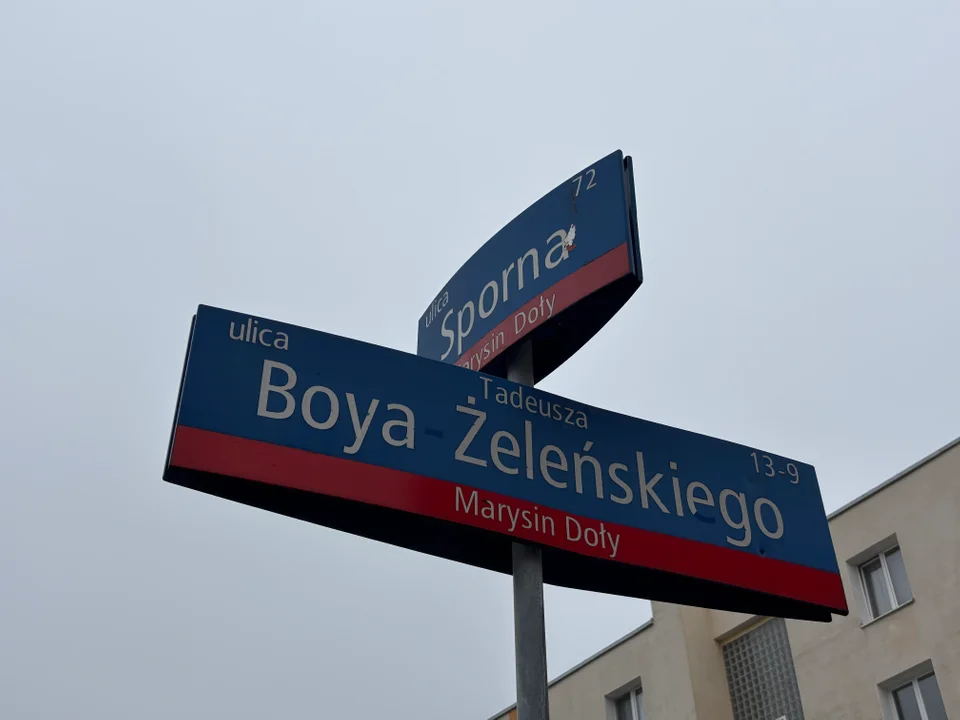 72
ulica
Sporna
Marysin Doły
ulica
Tadeusza
Boya-Żeleńskiego
13-9
Marysin Doły